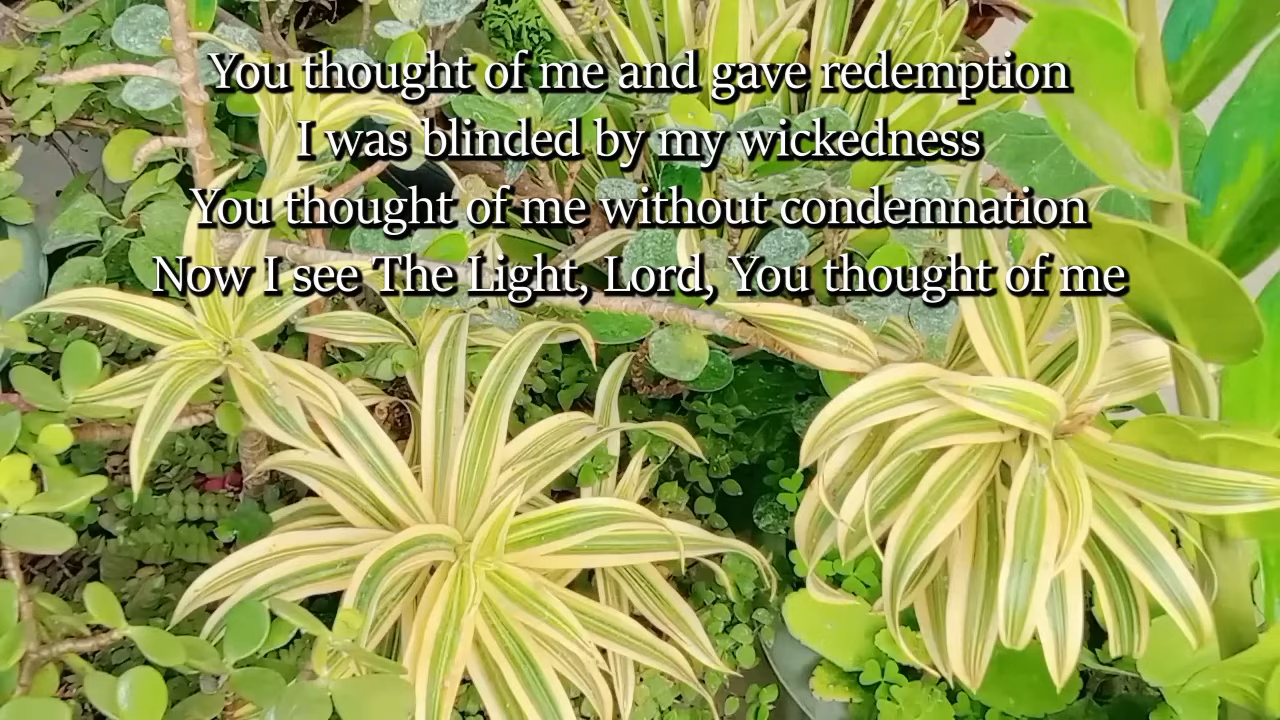 You thought of me and gave redemption
I was blinded by my wickedness
You thought of me without condemnation
Now I see The Light, Lord, You thought of me